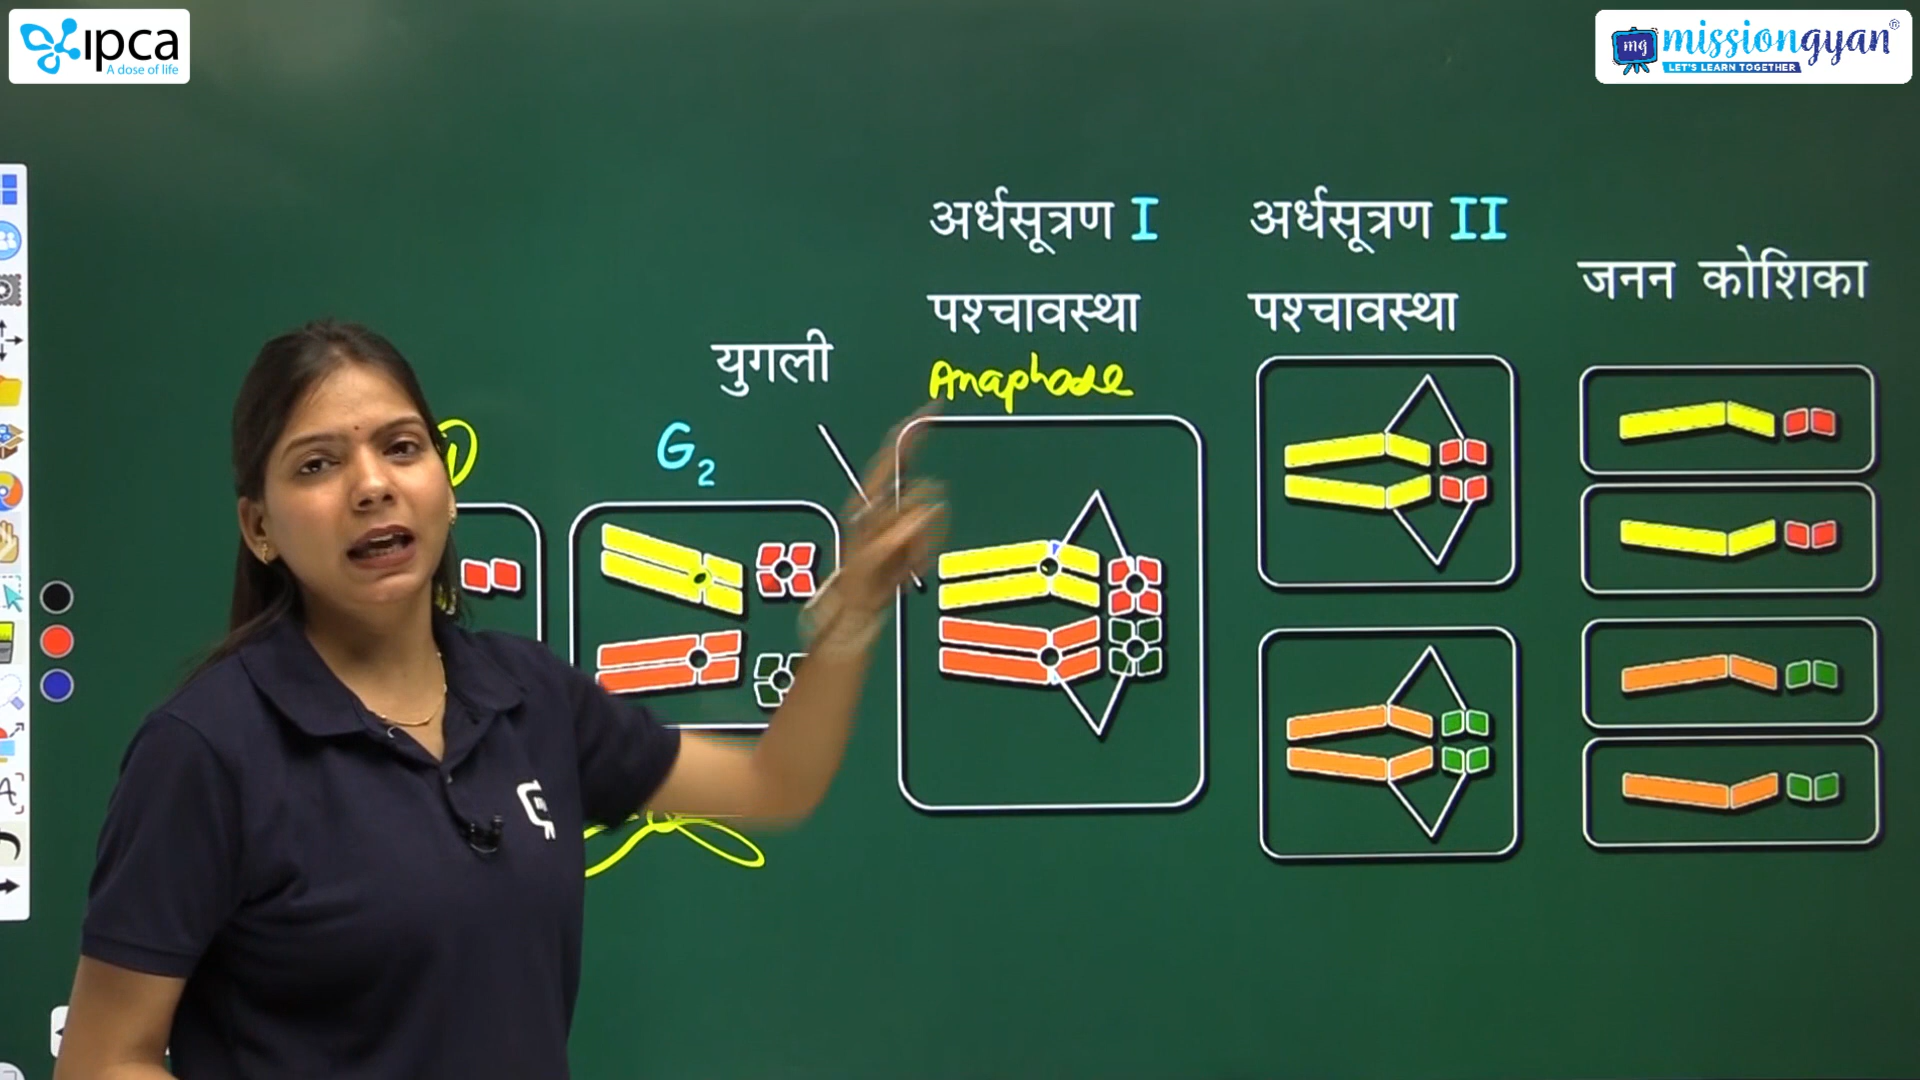 ipca
A dose of life
mg missiongyan®
LET'S LEARN TOGETHER
अर्धसूत्रण I
अर्धसूत्रण II
जनन कोशिका
पश्चावस्था
पश्चावस्था
युगली
Anaphase
G2
A